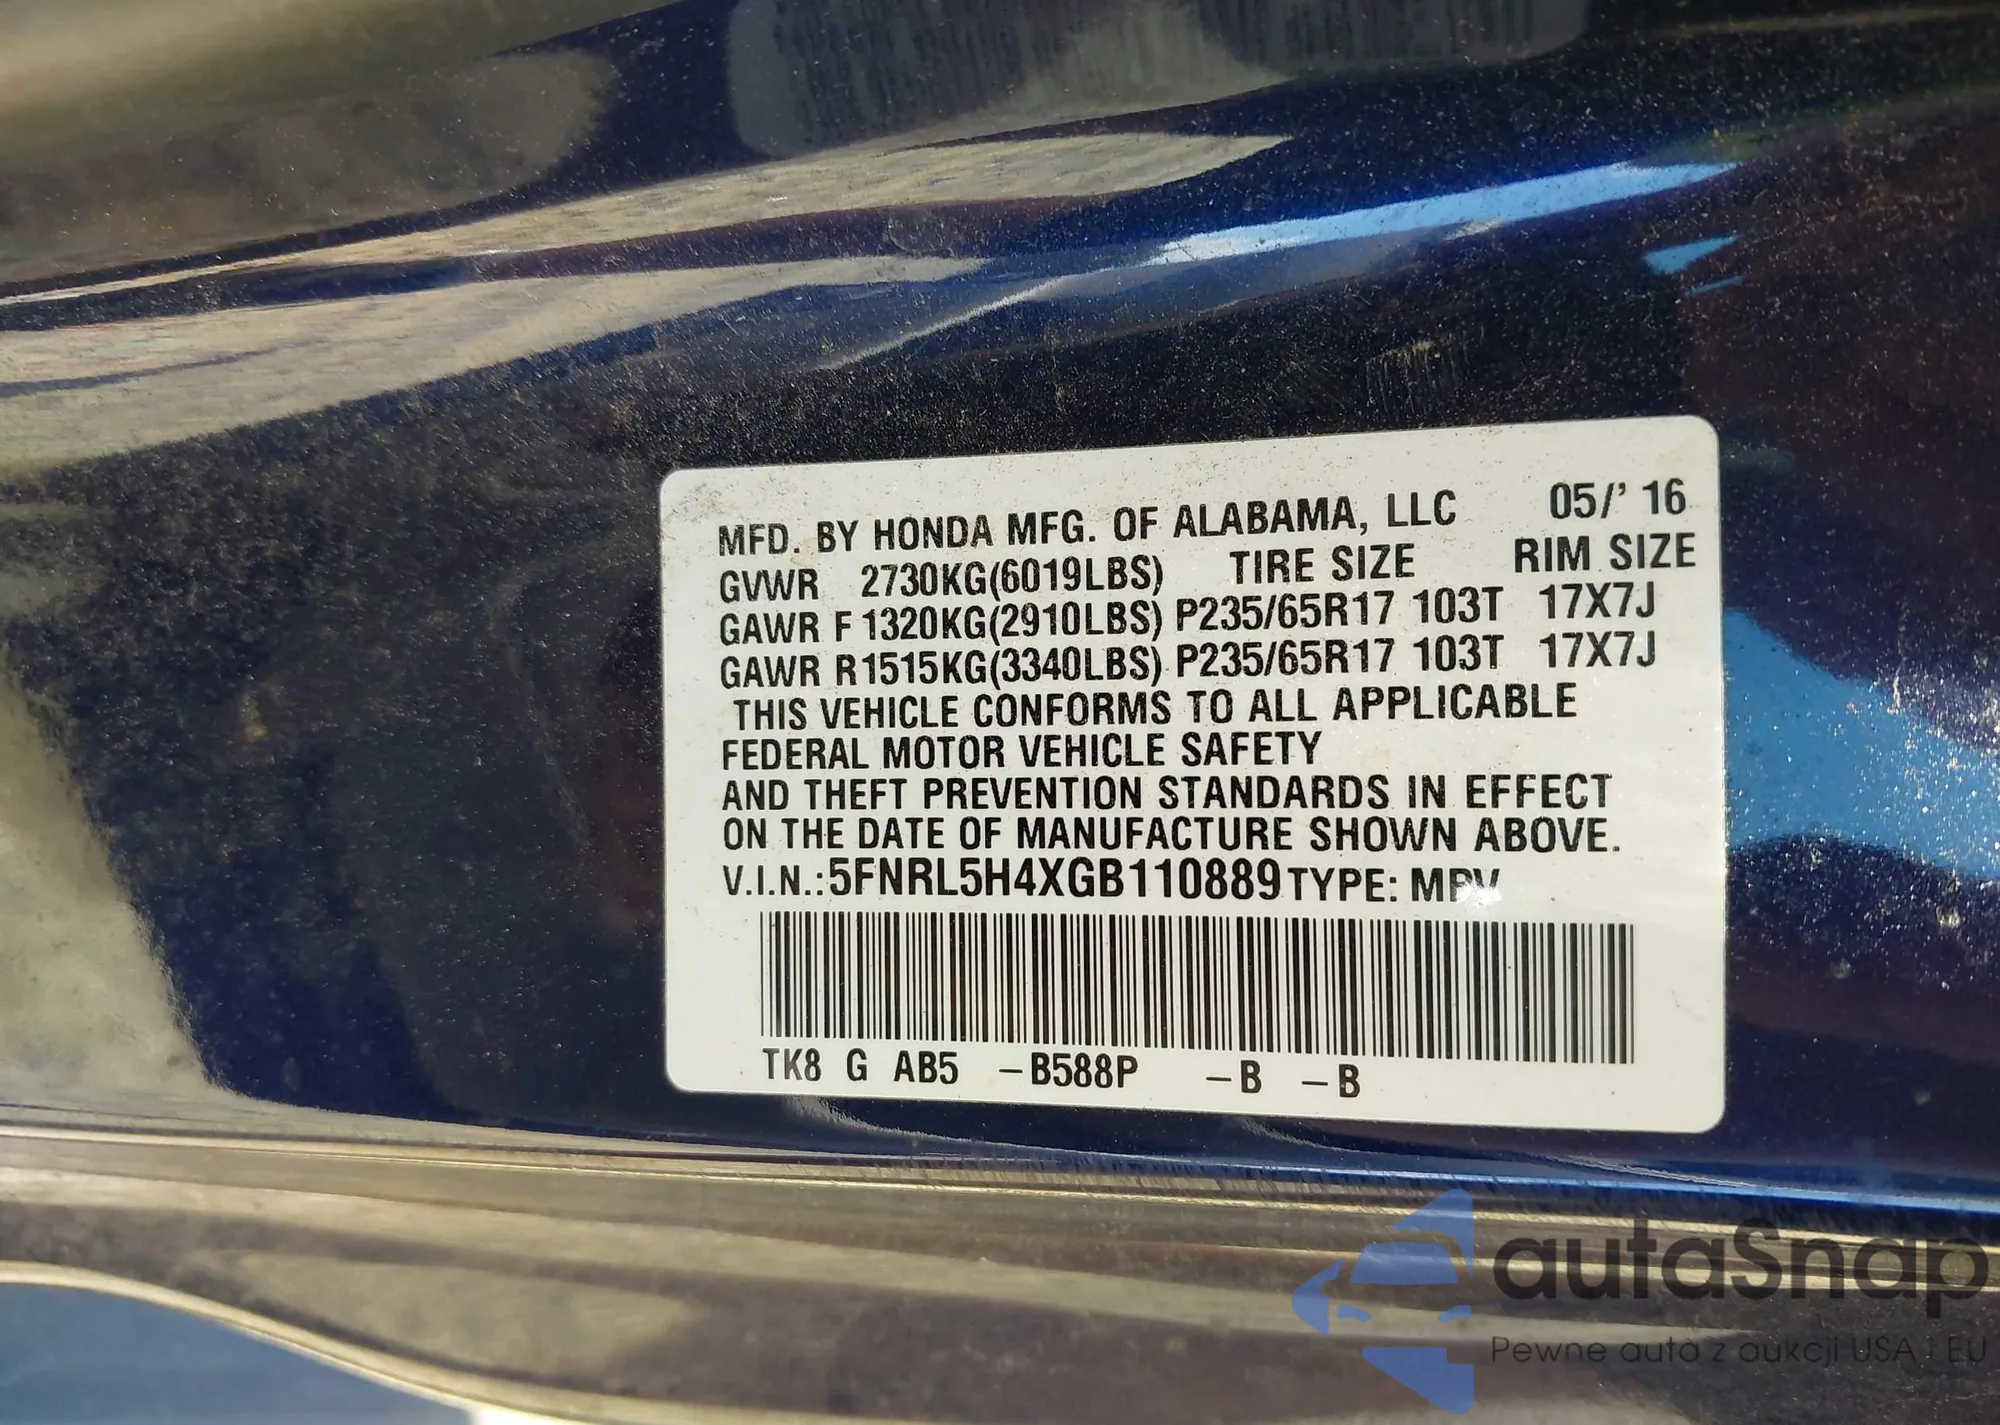 MFD. BY HONDA MFG. OF ALABAMA, LLC 05/' 16
GVWR 2730KG(6019LBS) TIRE SIZE RIM SIZE
GAWR F 1320KG(2910LBS) P235/65R17 103T 17X7J
GAWR R1515KG(3340LBS) P235/65R17 103T 17X7J
THIS VEHICLE CONFORMS TO ALL APPLICABLE
FEDERAL MOTOR VEHICLE SAFETY
AND THEFT PREVENTION STANDARDS IN EFFECT
ON THE DATE OF MANUFACTURE SHOWN ABOVE.
V.I.N.:5FNRL5H4XGB110889 TYPE: MPV
TK8 G AB5 –B588P –B –B
autaSnap
Pewne auta z aukcji USA i EU